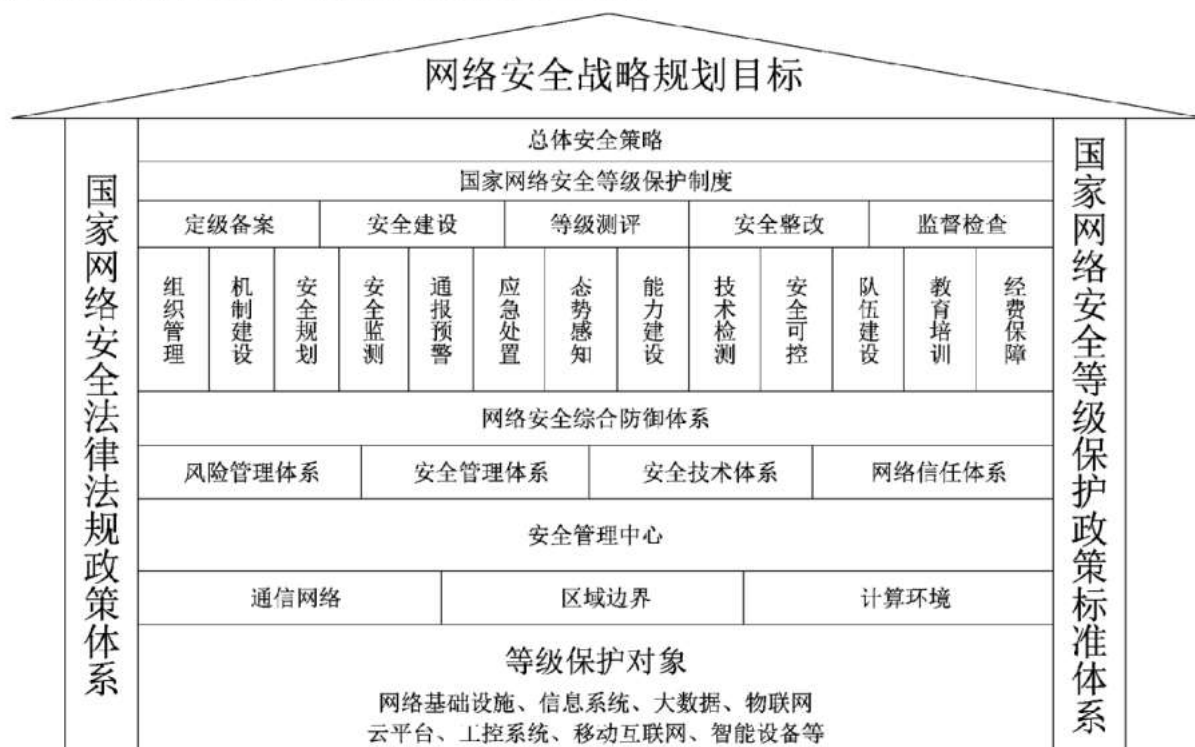 网络安全战略规划目标
国家网络安全法律法规政策体系
总体安全策略
国家网络安全等级保护制度
定级备案
安全建设
等级测评
安全整改
监督检查
组织管理
机制建设
安全规划
安全监测
通报预警
应急处置
态势感知
能力建设
技术检测
安全可控
队伍建设
教育培训
经费保障
网络安全综合防御体系
风险管理体系
安全管理体系
安全技术体系
网络信任体系
安全管理中心
通信网络
区域边界
计算环境
等级保护对象
网络基础设施、信息系统、大数据、物联网
云平台、工控系统、移动互联网、智能设备等
国家网络安全等级保护政策标准体系